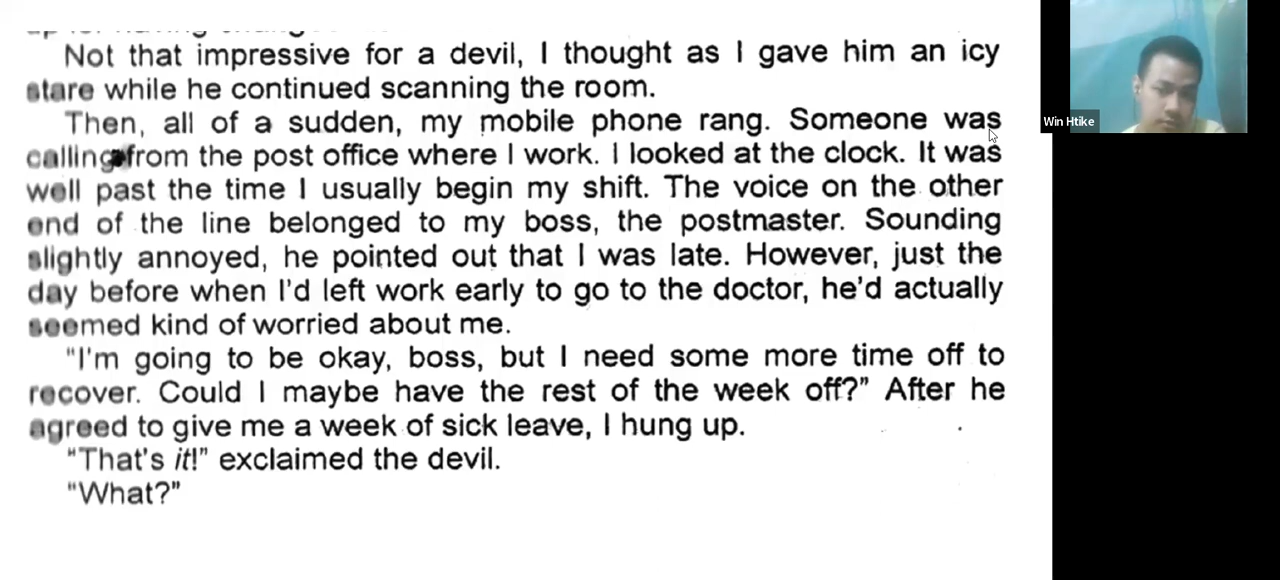 Not that impressive for a devil, I thought as I gave him an icy
stare while he continued scanning the room.
Then, all of a sudden, my mobile phone rang. Someone was
calling from the post office where I work. I looked at the clock. It was
well past the time I usually begin my shift. The voice on the other
end of the line belonged to my boss, the postmaster. Sounding
slightly annoyed, he pointed out that I was late. However, just the
day before when I'd left work early to go to the doctor, he'd actually
seemed kind of worried about me.
"I'm going to be okay, boss, but I need some more time off to
recover. Could I maybe have the rest of the week off?" After he
agreed to give me a week of sick leave, I hung up.
"That's it!" exclaimed the devil.
"What?"
Win Htike